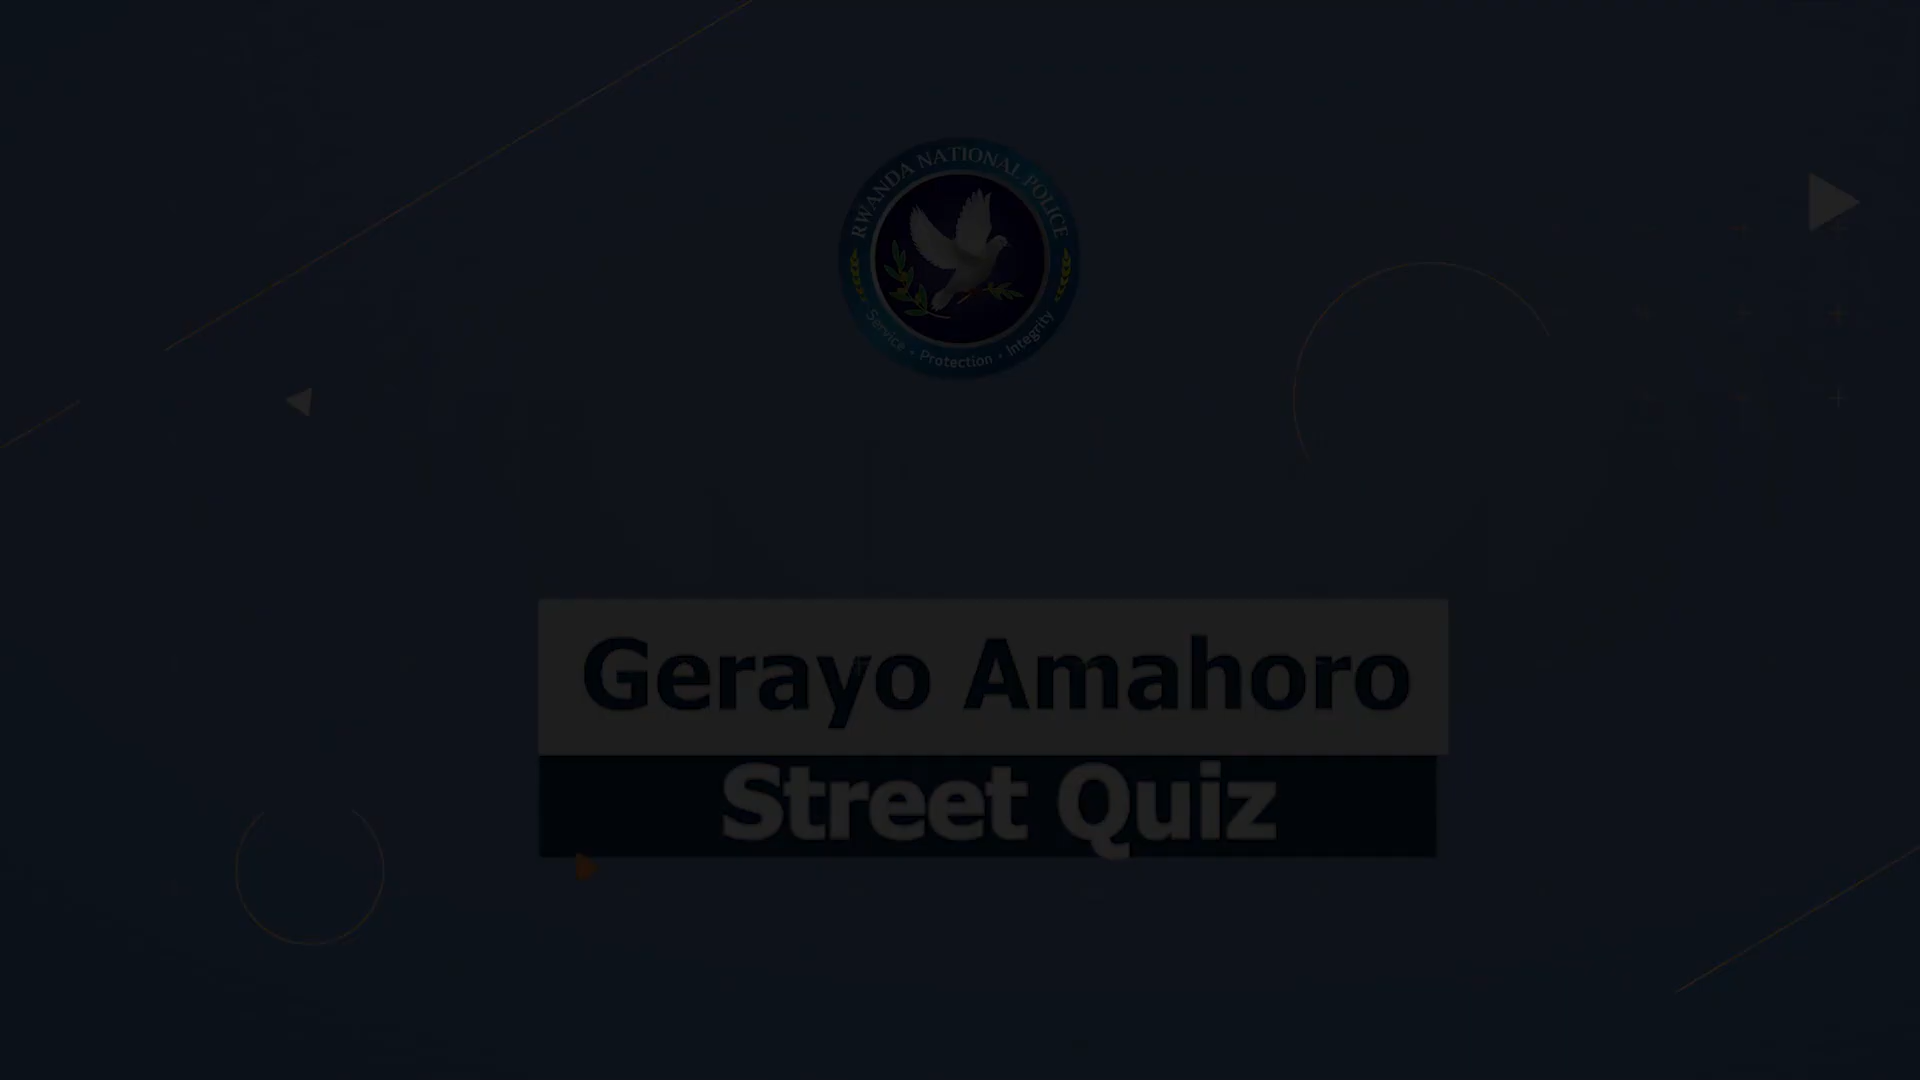 RWANDA NATIONAL POLICE
Service • Protection • Integrity
Gerayo Amahoro
Street Quiz